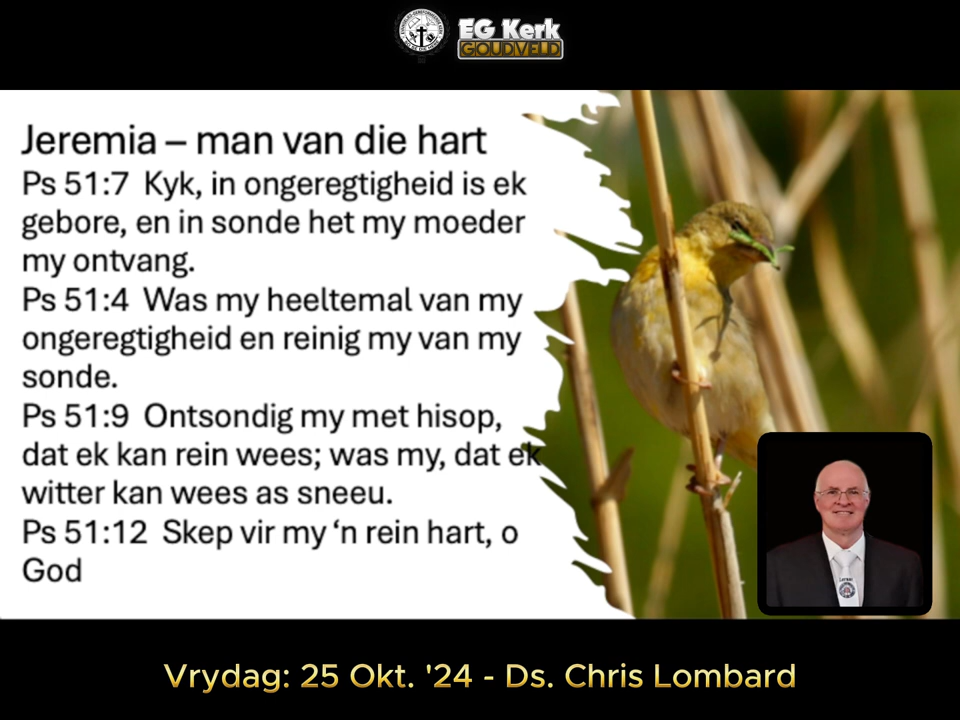 EG Kerk
GOUDVELD
Jeremia – man van die hart
Ps 51:7 Kyk, in ongeregtigheid is ek
gebore, en in sonde het my moeder
my ontvang.
Ps 51:4 Was my heeltemal van my
ongeregtigheid en reinig my van my
sonde.
Ps 51:9 Ontsondig my met hisop,
dat ek kan rein wees; was my, dat ek
witter kan wees as sneeu.
Ps 51:12 Skep vir my ‘n rein hart, o
God
Vrydag: 25 Okt. '24 - Ds. Chris Lombard